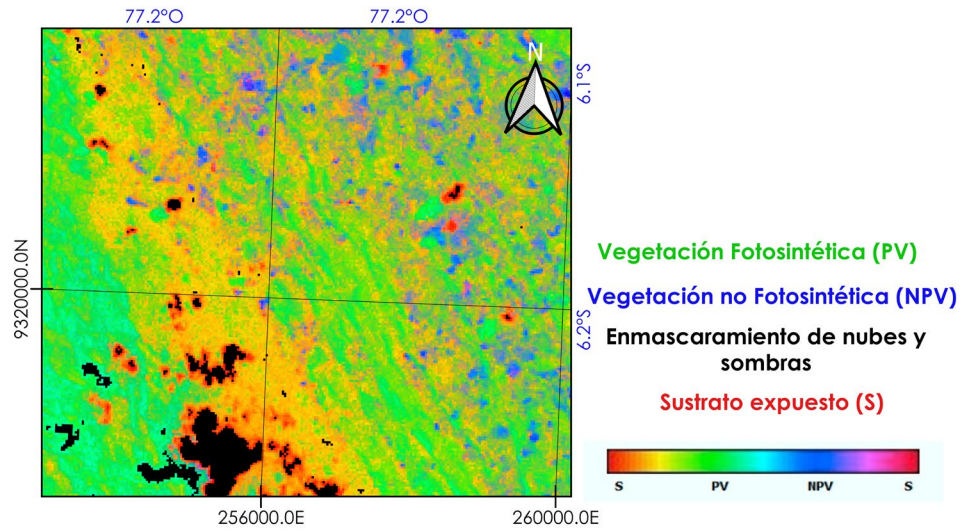 77.2°O 77.2°O
N
6.1°S
Vegetación Fotosintética (PV)
9320000.0N
Vegetación no Fotosintética (NPV)
6.2°S
Enmascaramiento de nubes y
sombras
Sustrato expuesto (S)
S PV NPV S
256000.0E 260000.0E